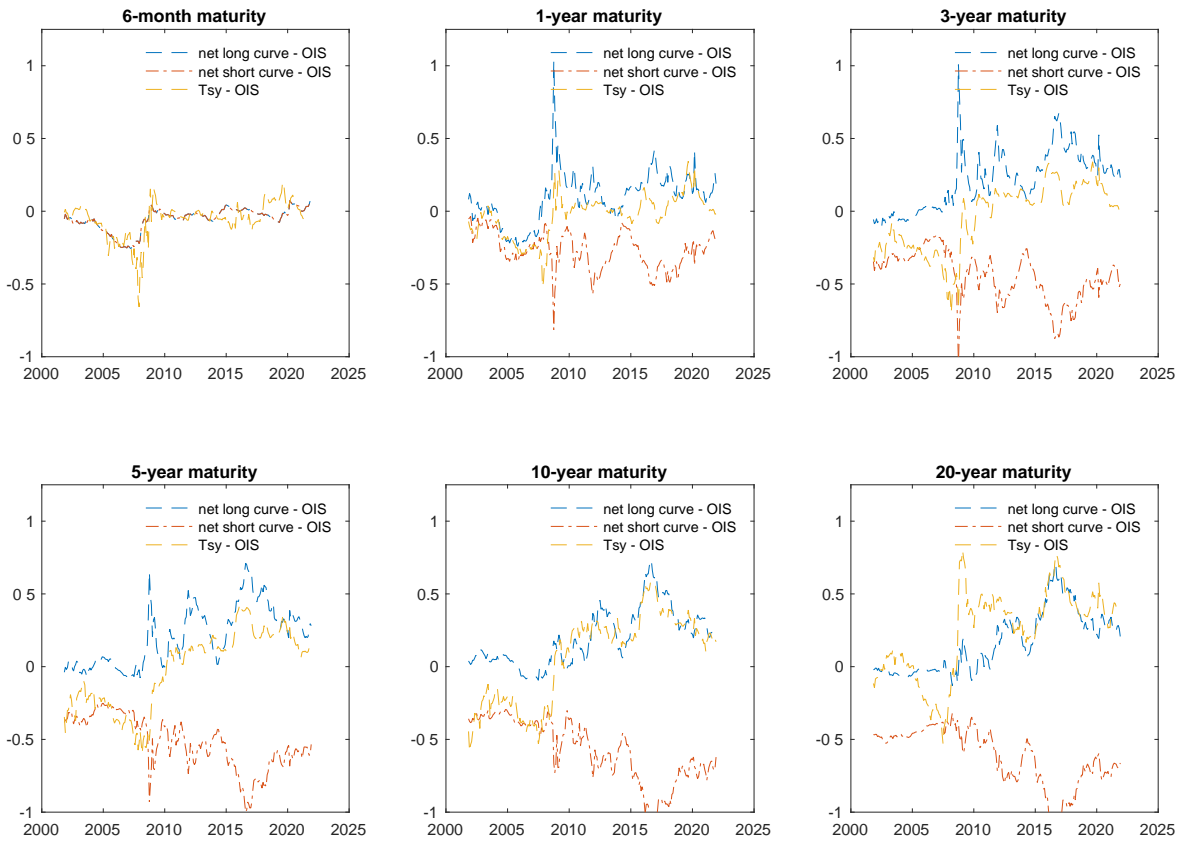 6-month maturity
net long curve - OIS
net short curve - OIS
Tsy - OIS
1
0 5
0
-0 5
-1
2000 2005 2010 2015 2020 2025
1-year maturity
net long curve - OIS
net short curve - OIS
Tsy - OIS
1
0.5
0
-0.5
-1
2000 2005 2010 2015 2020 2025
3-year maturity
net long curve - OIS
net short curve - OIS
Tsy - OIS
1
0.5
0
-0 5
-1
2000 2005 2010 2015 2020 2025
5-year maturity
net long curve - OIS
net short curve - OIS
Tsy - OIS
1
0 5
0
-0 5
-1
2000 2005 2010 2015 2020 2025
10-year maturity
net long curve - OIS
net short curve - OIS
Tsy - OIS
1
0.5
0
-0.5
-1
2000 2005 2010 2015 2020 2025
20-year maturity
net long curve - OIS
net short curve - OIS
Tsy - OIS
1
0.5
0
-0 5
-1
2000 2005 2010 2015 2020 2025